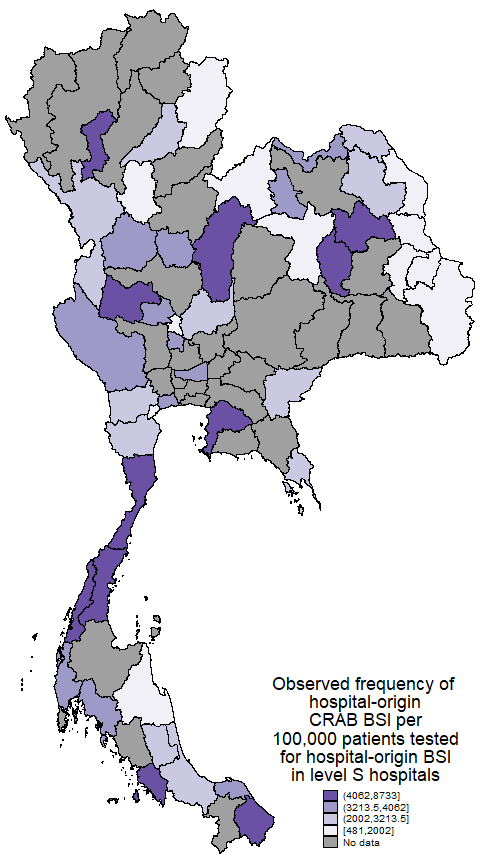 Observed frequency of
hospital-origin
CRAB BSI per
100,000 patients tested
for hospital-origin BSI
in level S hospitals
(4062,8733]
(3213.5,4062]
(2002,3213.5]
[481,2002]
No data